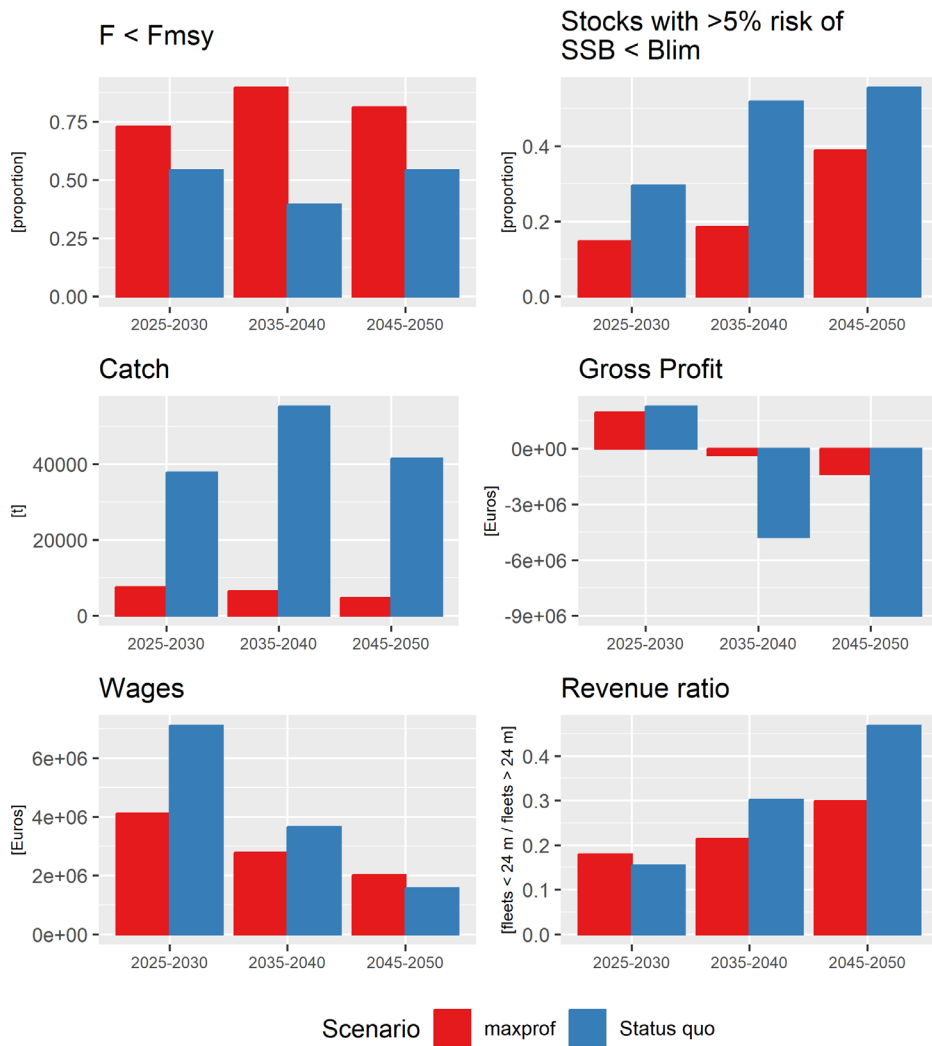 F < Fmsy
[proportion]
0.75
0.50
0.25
0.00
2025-2030 2035-2040 2045-2050
Stocks with >5% risk of
SSB < Blim
[proportion]
0.4
0.2
0.0
2025-2030 2035-2040 2045-2050
Catch
[t]
40000
20000
0
2025-2030 2035-2040 2045-2050
Gross Profit
[Euros]
0e+00
-3e+06
-6e+06
-9e+06
2025-2030 2035-2040 2045-2050
Wages
[Euros]
6e+06
4e+06
2e+06
0e+00
2025-2030 2035-2040 2045-2050
Revenue ratio
[fleets < 24 m / fleets > 24 m]
0.4
0.3
0.2
0.1
0.0
2025-2030 2035-2040 2045-2050
Scenario maxprof Status quo